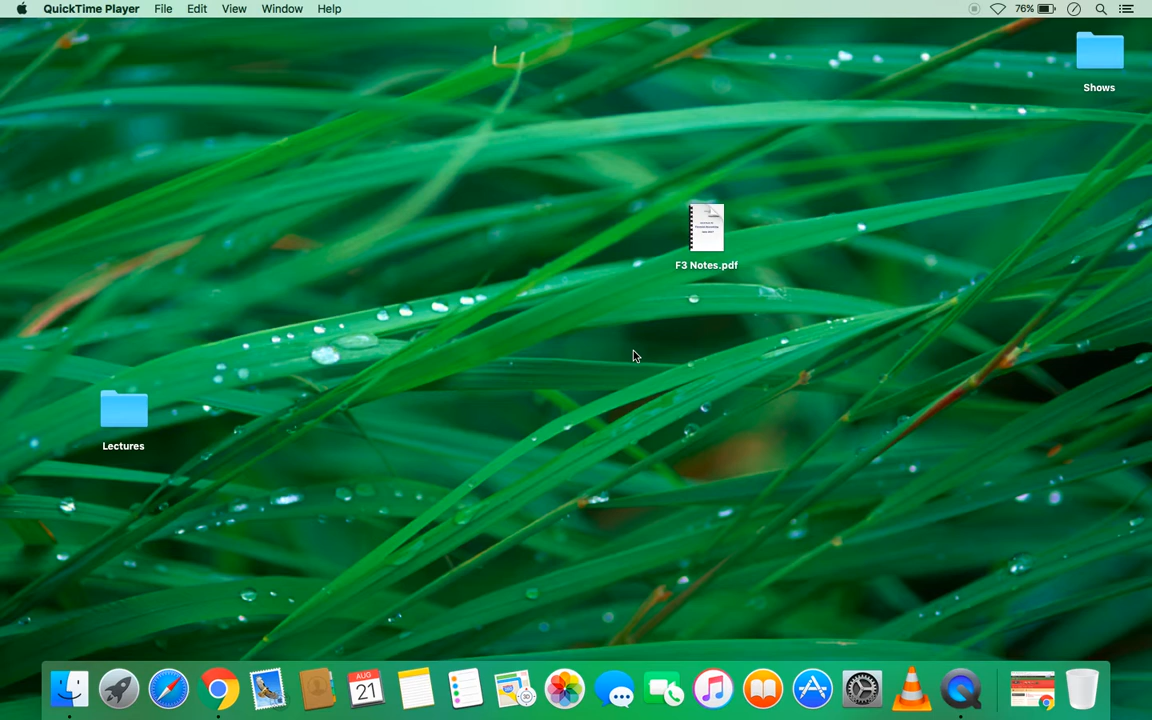 QuickTime Player File Edit View Window Help 76%
Shows
F3 Notes.pdf
Lectures
AUG
21